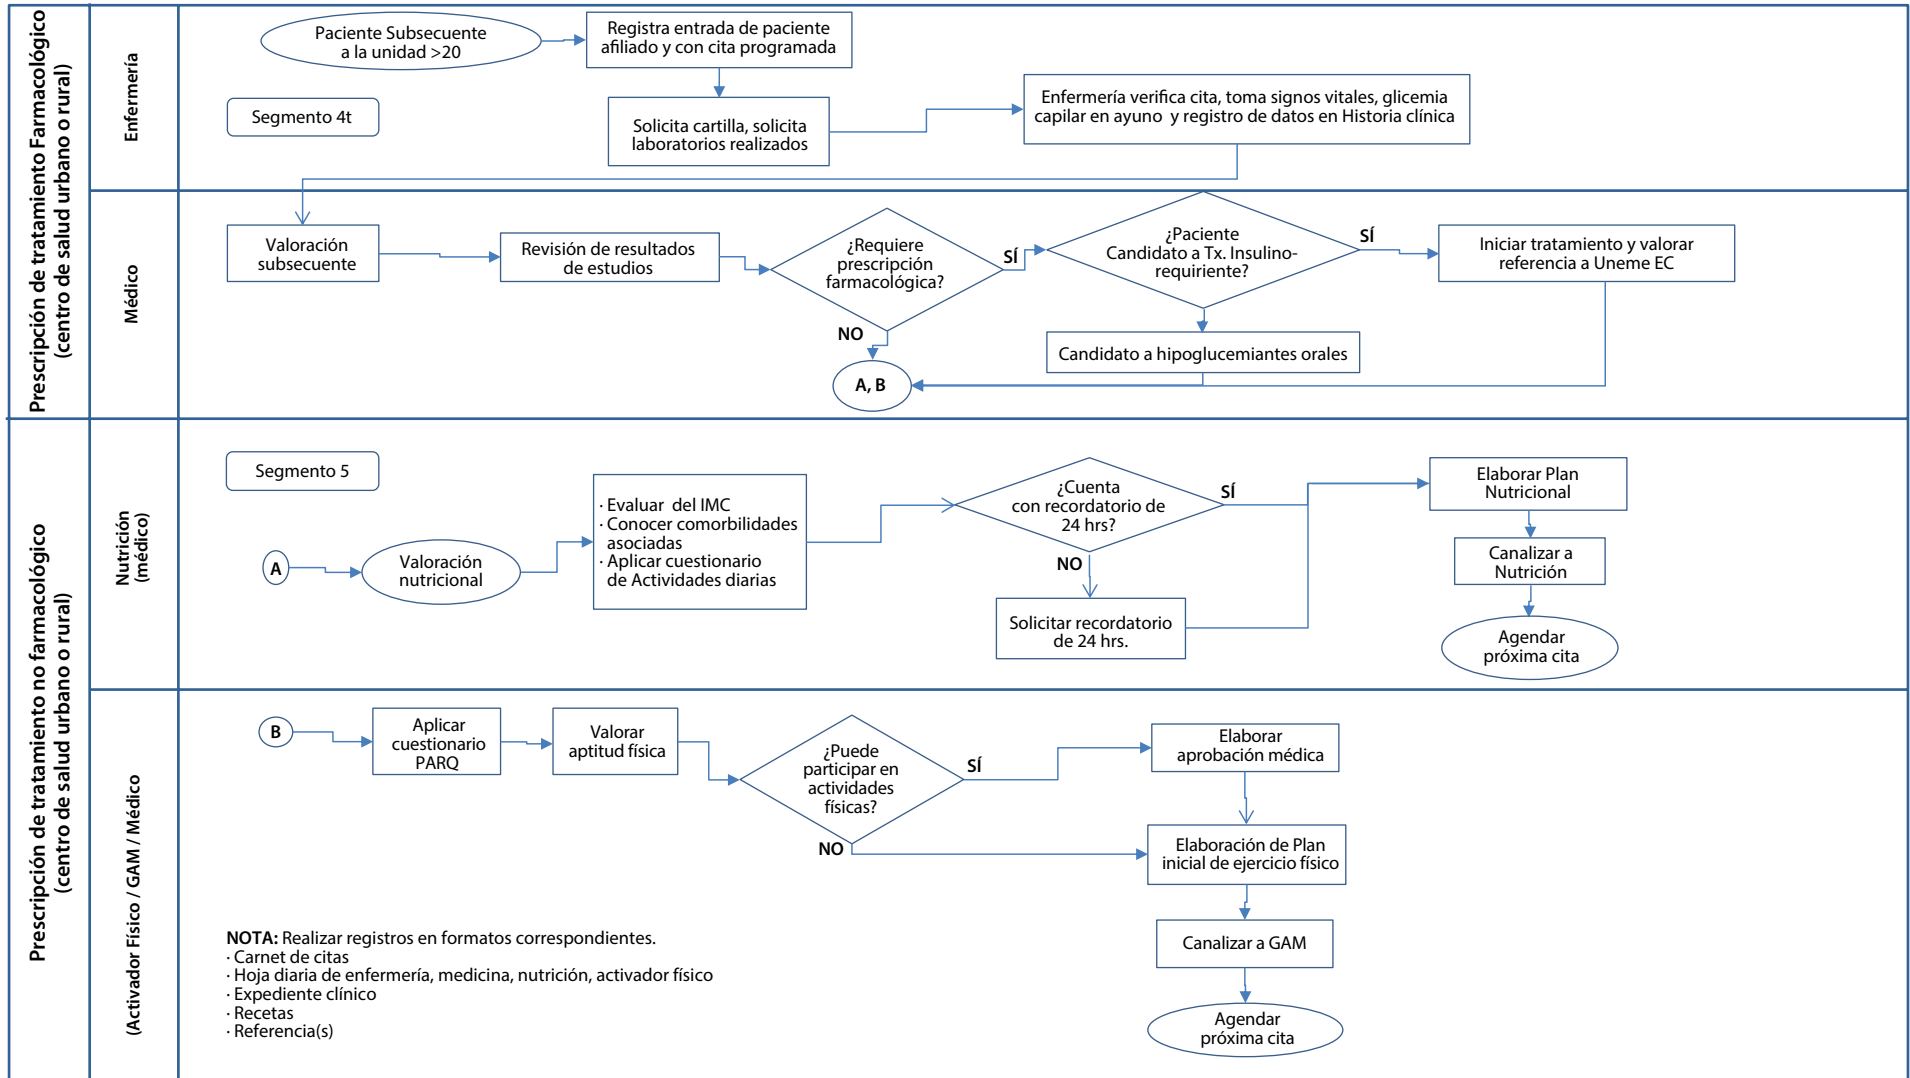 Prescripción de tratamiento Farmacológico
(centro de salud urbano o rural)
Enfermería
Paciente Subsecuente
a la unidad >20
Registra entrada de paciente
afiliado y con cita programada
Segmento 4t
Solicita cartilla, solicita
laboratorios realizados
Enfermería verifica cita, toma signos vitales, glicemia
capilar en ayuno y registro de datos en Historia clínica
Médico
Valoración
subsecuente
Revisión de resultados
de estudios
¿Requiere
prescripción
farmacológica?
SÍ
NO
¿Paciente
Candidato a Tx. Insulino-
requiriente?
SÍ
Iniciar tratamiento y valorar
referencia a Uneme EC
Candidato a hipoglucemiantes orales
A, B
Prescripción de tratamiento no farmacológico
(centro de salud urbano o rural)
Nutrición
(médico)
Segmento 5
A
Valoración
nutricional
· Evaluar del IMC
· Conocer comorbilidades
asociadas
· Aplicar cuestionario
de Actividades diarias
¿Cuenta
con recordatorio de
24 hrs?
SÍ
NO
Solicitar recordatorio
de 24 hrs.
Elaborar Plan
Nutricional
Canalizar a
Nutrición
Agendar
próxima cita
(Activador Físico / GAM / Médico
B
Aplicar
cuestionario
PARQ
Valorar
aptitud física
¿Puede
participar en
actividades
físicas?
SÍ
NO
Elaborar
aprobación médica
Elaboración de Plan
inicial de ejercicio físico
Canalizar a GAM
Agendar
próxima cita
NOTA: Realizar registros en formatos correspondientes.
· Carnet de citas
· Hoja diaria de enfermería, medicina, nutrición, activador físico
· Expediente clínico
· Recetas
· Referencia(s)